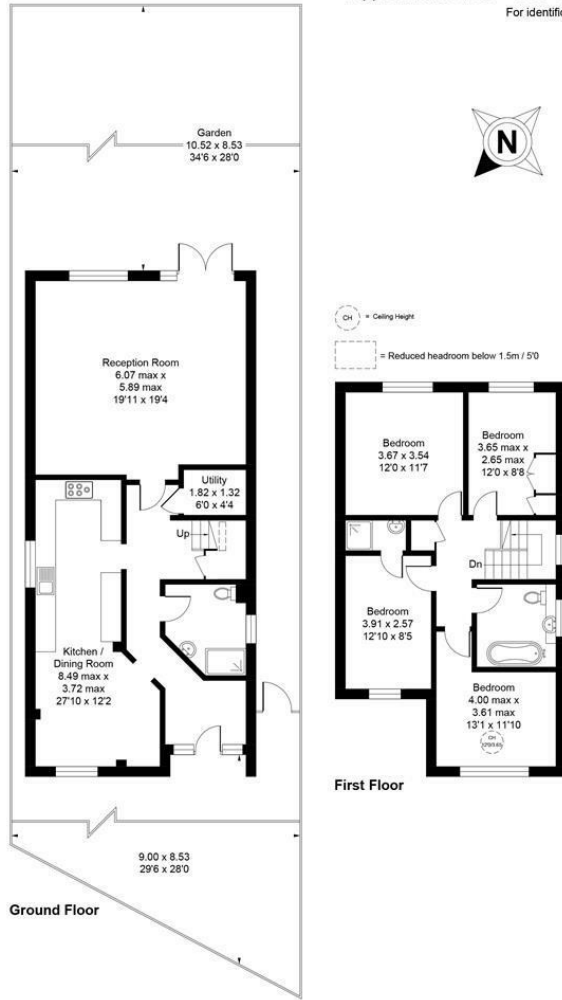 For identific
Garden
10.52 x 8.53
34'6 x 28'0
N
CH = Ceiling Height
= Reduced headroom below 1.5m / 5'0
Reception Room
6.07 max x
5.89 max
19'11 x 19'4
Utility
1.82 x 1.32
6'0 x 4'4
Up
Kitchen /
Dining Room
8.49 max x
3.72 max
27'10 x 12'2
9.00 x 8.53
29'6 x 28'0
Ground Floor
Bedroom
3.67 x 3.54
12'0 x 11'7
Bedroom
3.65 max x
2.65 max
12'0 x 8'8
Dn
Bedroom
3.91 x 2.57
12'10 x 8'5
Bedroom
4.00 max x
3.61 max
13'1 x 11'10
CH
First Floor